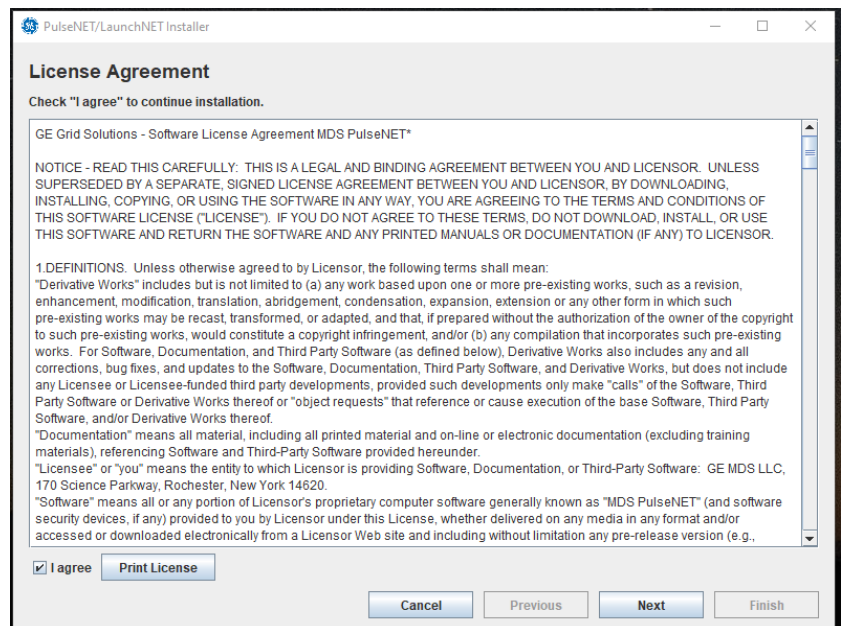 PulseNET/LaunchNET Installer
License Agreement
Check "I agree" to continue installation.
GE Grid Solutions - Software License Agreement MDS PulseNET*
NOTICE - READ THIS CAREFULLY:  THIS IS A LEGAL AND BINDING AGREEMENT BETWEEN YOU AND LICENSOR.  UNLESS
SUPERSEDED BY A SEPARATE, SIGNED LICENSE AGREEMENT BETWEEN YOU AND LICENSOR, BY DOWNLOADING,
INSTALLING, COPYING, OR USING THE SOFTWARE IN ANY WAY, YOU ARE AGREEING TO THE TERMS AND CONDITIONS OF
THIS SOFTWARE LICENSE ("LICENSE").  IF YOU DO NOT AGREE TO THESE TERMS, DO NOT DOWNLOAD, INSTALL, OR USE
THIS SOFTWARE AND RETURN THE SOFTWARE AND ANY PRINTED MANUALS OR DOCUMENTATION (IF ANY) TO LICENSOR.
1.DEFINITIONS.  Unless otherwise agreed to by Licensor, the following terms shall mean:
"Derivative Works" includes but is not limited to (a) any work based upon one or more pre-existing works, such as a revision,
enhancement, modification, translation, abridgement, condensation, expansion, extension or any other form in which such
pre-existing works may be recast, transformed, or adapted, and that, if prepared without the authorization of the owner of the copyright
to such pre-existing works, would constitute a copyright infringement, and/or (b) any compilation that incorporates such pre-existing
works.  For Software, Documentation, and Third Party Software (as defined below), Derivative Works also includes any and all
corrections, bug fixes, and updates to the Software, Documentation, Third Party Software, and Derivative Works, but does not include
any Licensee or Licensee-funded third party developments, provided such developments only make "calls" of the Software, Third
Party Software or Derivative Works thereof or "object requests" that reference or cause execution of the base Software, Third Party
Software, and/or Derivative Works thereof.
"Documentation" means all material, including all printed material and on-line or electronic documentation (excluding training
materials), referencing Software and Third-Party Software provided hereunder.
"Licensee" or "you" means the entity to which Licensor is providing Software, Documentation, or Third-Party Software:  GE MDS LLC,
170 Science Parkway, Rochester, New York 14620.
"Software" means all or any portion of Licensor's proprietary computer software generally known as "MDS PulseNET" (and software
security devices, if any) provided to you by Licensor under this License, whether delivered on any media in any format and/or
accessed or downloaded electronically from a Licensor Web site and including without limitation any pre-release version (e.g.,
I agree
Print License
Cancel
Previous
Next
Finish